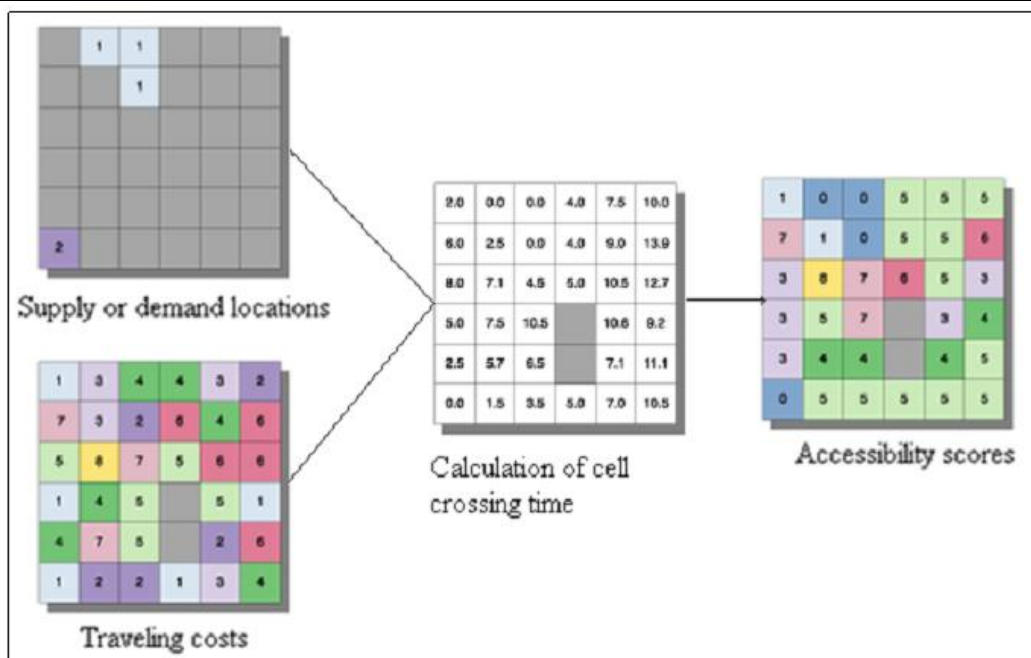 1 1
1
2
Supply or demand locations
1 3 4 4 3 2
7 3 2 6 4 6
5 8 7 5 6 6
1 4 5 5 1
4 7 5 2 6
1 2 2 1 3 4
Traveling costs
2.0 0.0 0.0 4.0 7.5 10.0
6.0 2.5 0.0 4.0 9.0 13.9
8.0 7.1 4.5 5.0 10.5 12.7
5.0 7.5 10.5 10.6 9.2
2.5 5.7 6.5 7.1 11.1
0.0 1.5 3.5 5.0 7.0 10.5
Calculation of cell
crossing time
1 0 0 5 5 5
7 1 0 5 5 6
3 8 7 6 5 3
3 5 7 3 4
3 4 4 4 5
0 5 5 5 5 5
Accessibility scores